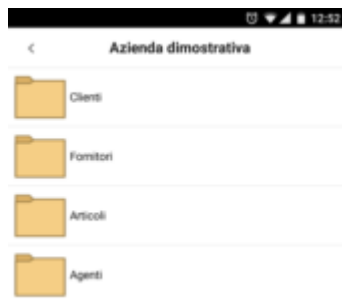 12:52
Azienda dimostrativa
Clienti
Fornitori
Articoli
Agenti